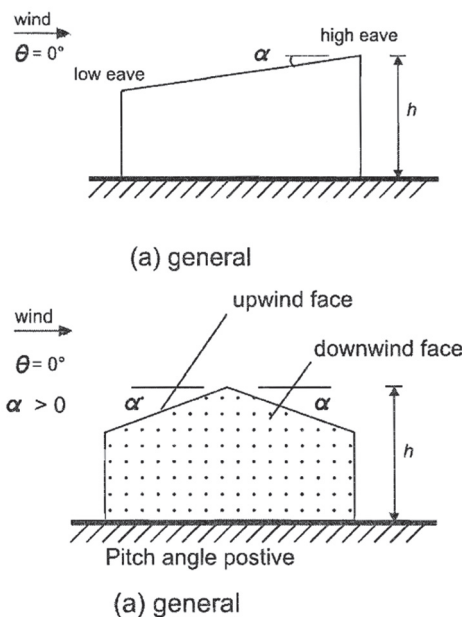 wind
high eave
θ = 0°
α
low eave
h
(a) general
upwind face
wind
downwind face
θ = 0°
α > 0
α
α
h
Pitch angle postive
(a) general